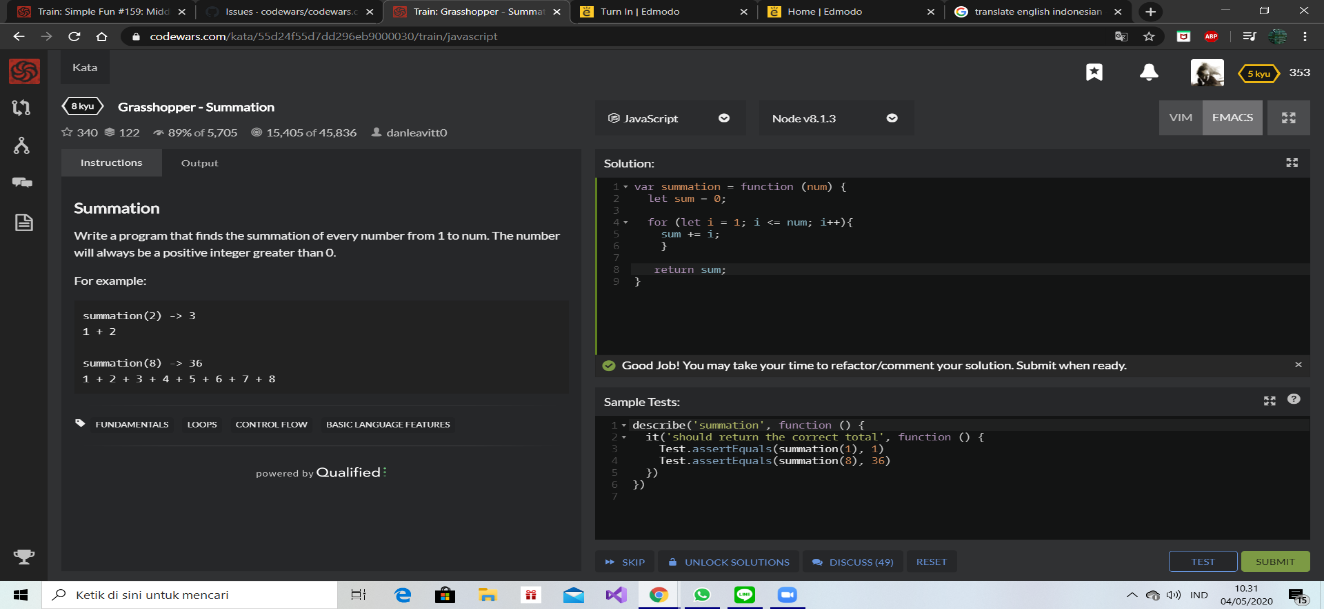 Train: Simple Fun #159: Midd
Issues · codewars/codewars.c
Train: Grasshopper - Summat
Turn In | Edmodo
Home | Edmodo
translate english indonesian
codewars.com/kata/55d24f55d7dd296eb9000030/train/javascript
ABP
Kata
5 kyu
353
8 kyu
Grasshopper - Summation
340 122 89% of 5,705 15,405 of 45,836 danleavitt0
JavaScript
Node v8.1.3
VIM
EMACS
Instructions
Output
Summation
Write a program that finds the summation of every number from 1 to num. The number
will always be a positive integer greater than 0.
For example:
summation(2) -> 3
1 + 2
summation(8) -> 36
1 + 2 + 3 + 4 + 5 + 6 + 7 + 8
FUNDAMENTALS LOOPS CONTROL FLOW BASIC LANGUAGE FEATURES
powered by Qualified
Solution:
1 var summation = function (num) {
2 let sum = 0;
3
4 for (let i = 1; i <= num; i++){
5 sum += i;
6 }
7
8 return sum;
9 }
Good Job! You may take your time to refactor/comment your solution. Submit when ready.
Sample Tests:
1 describe('summation', function () {
2 it('should return the correct total', function () {
3 Test.assertEquals(summation(1), 1)
4 Test.assertEquals(summation(8), 36)
5 })
6 })
7
SKIP
UNLOCK SOLUTIONS
DISCUSS (49)
RESET
TEST
SUBMIT
Ketik di sini untuk mencari
LINE
IND
10.31
04/05/2020
15